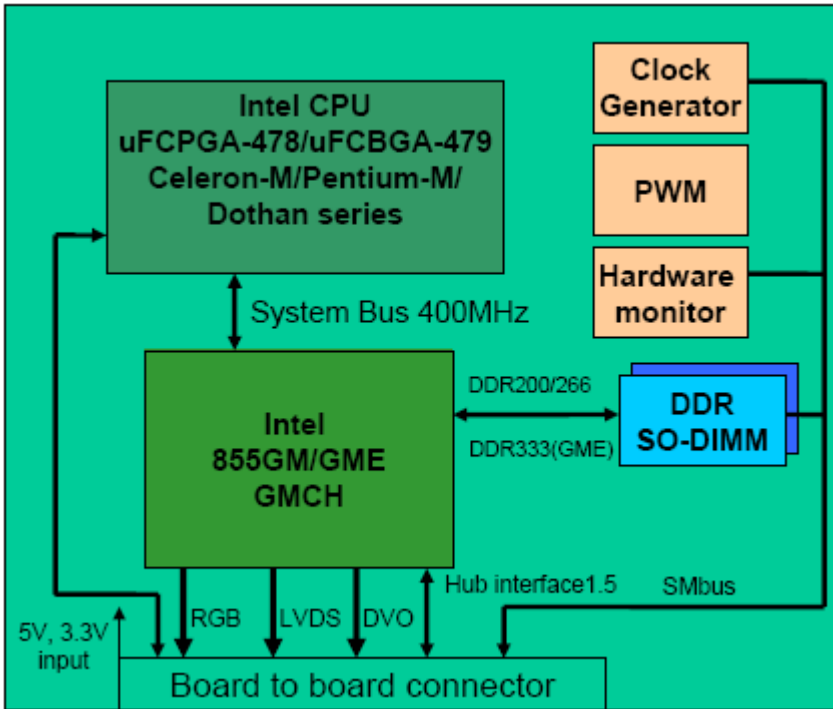 Intel CPU
uFCPGA-478/uFCBGA-479
Celeron-M/Pentium-M/
Dothan series
Clock
Generator
PWM
Hardware
monitor
System Bus 400MHz
Intel
855GM/GME
GMCH
DDR200/266
DDR333(GME)
DDR
SO-DIMM
RGB
LVDS
DVO
Hub interface1.5
SMbus
5V, 3.3V
input
Board to board connector